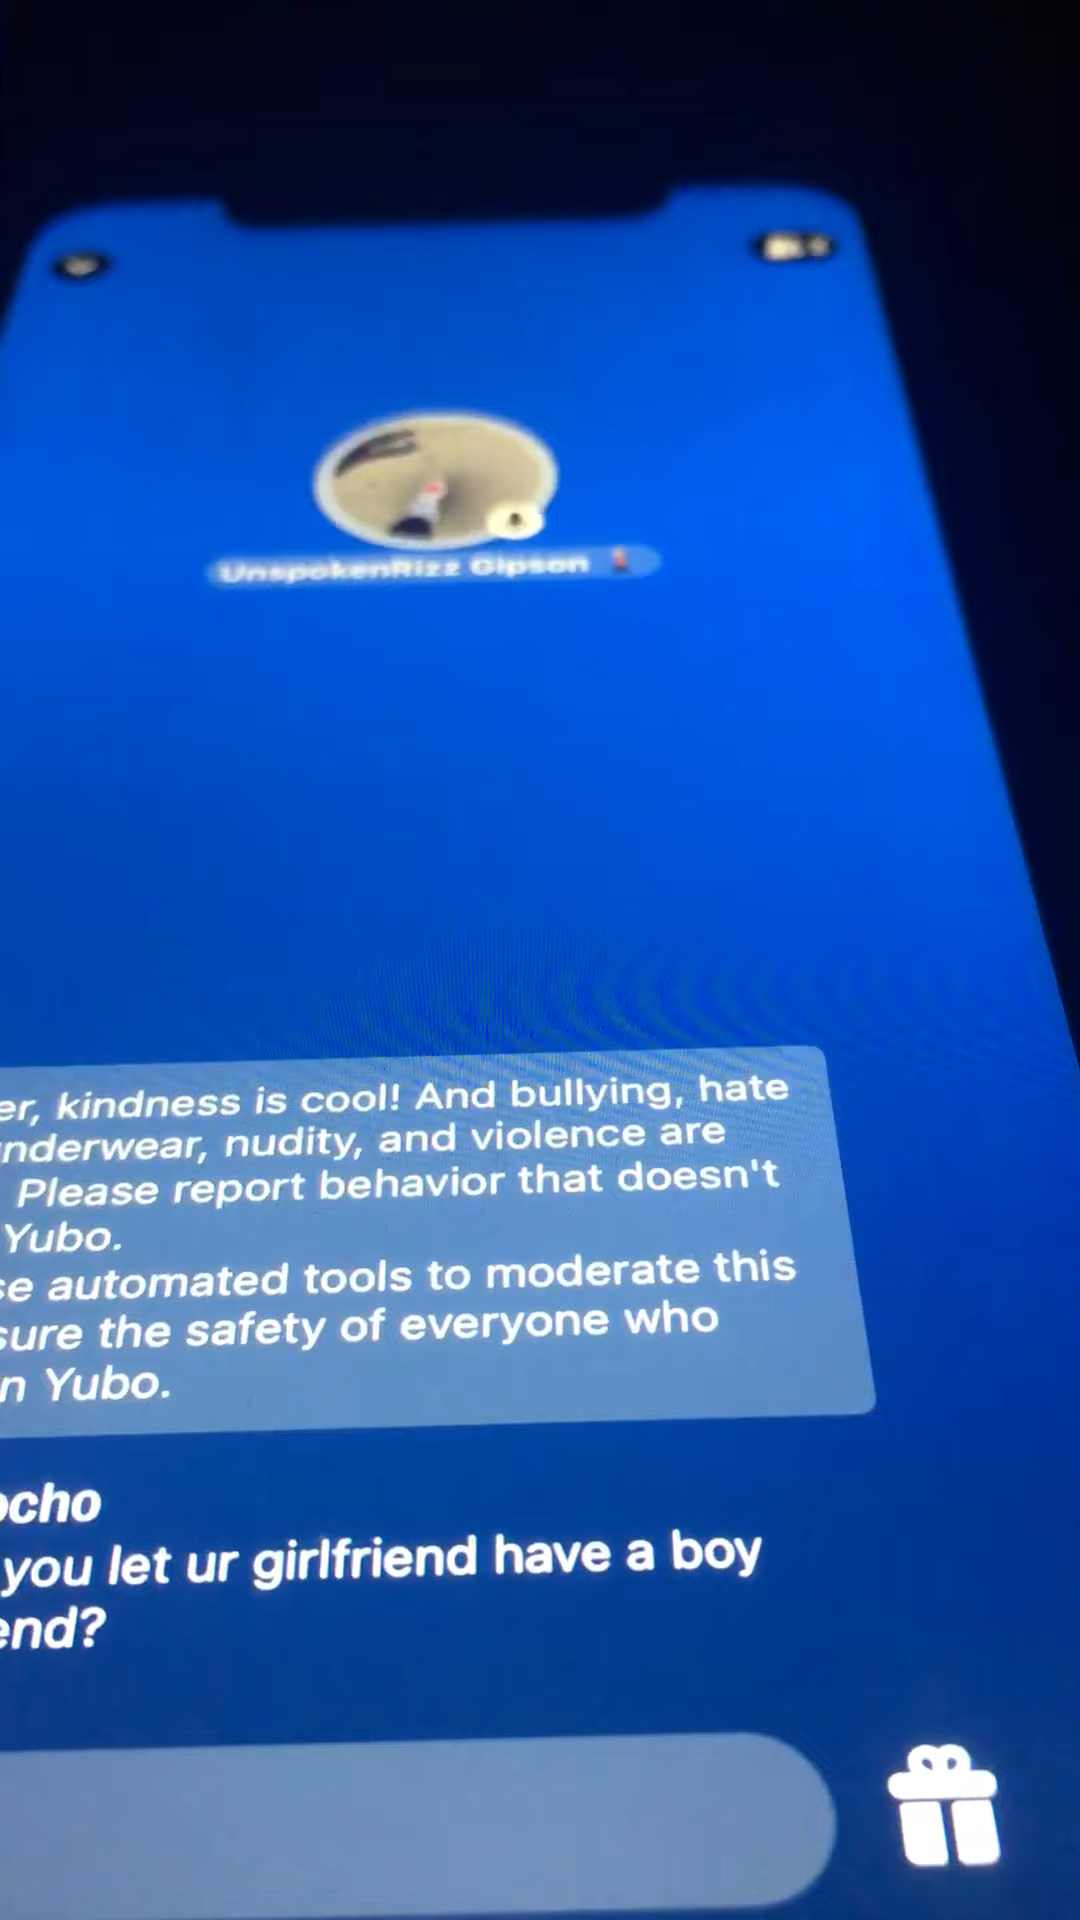 UnspokenRizz Gipson
er, kindness is cool! And bullying, hate
nderwear, nudity, and violence are
Please report behavior that doesn't
Yubo.
se automated tools to moderate this
sure the safety of everyone who
n Yubo.
ocho
you let ur girlfriend have a boy
end?